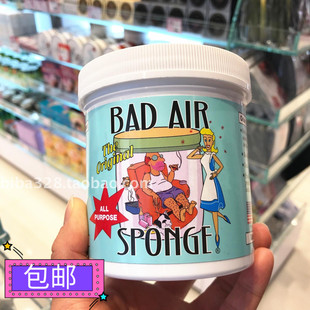 BAD AIR
The Original
ALL
PURPOSE
SPONGE
包邮